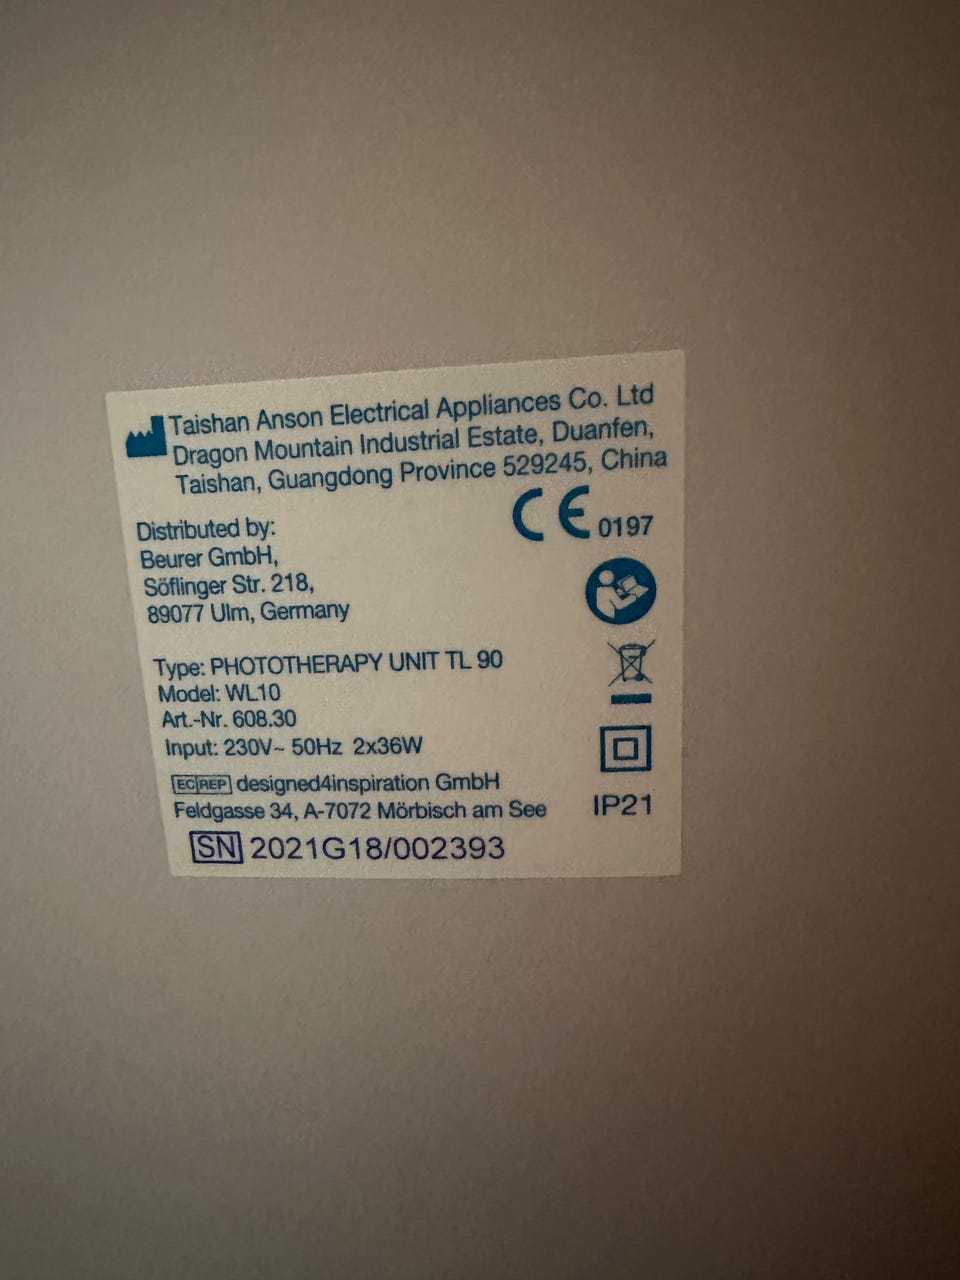 Taishan Anson Electrical Appliances Co. Ltd
Dragon Mountain Industrial Estate, Duanfen,
Taishan, Guangdong Province 529245, China
CE 0197
Distributed by:
Beurer GmbH,
Söflinger Str. 218,
89077 Ulm, Germany
Type: PHOTOTHERAPY UNIT TL 90
Model: WL10
Art.-Nr. 608.30
Input: 230V~ 50Hz 2x36W
EC REP designed4inspiration GmbH
Feldgasse 34, A-7072 Mörbisch am See
IP21
SN 2021G18/002393